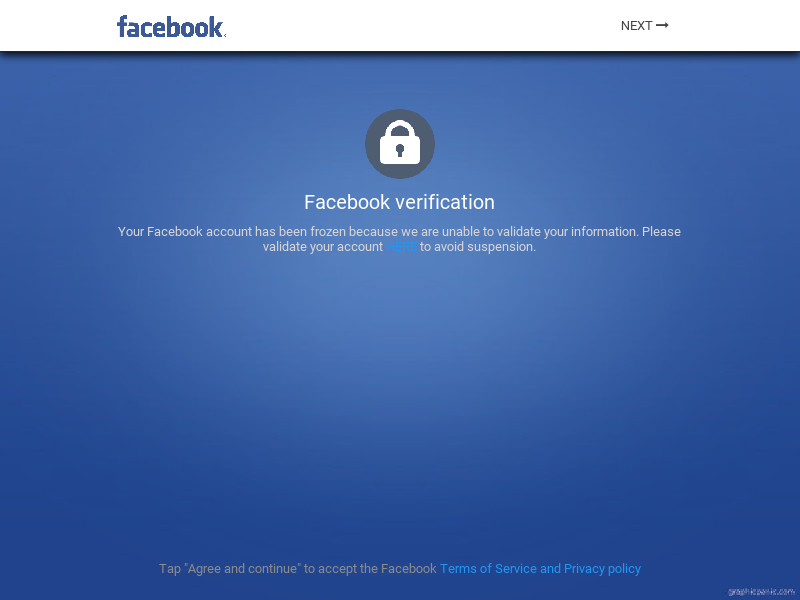 facebook.
NEXT
Facebook verification
Your Facebook account has been frozen because we are unable to validate your information. Please
validate your account HERE to avoid suspension.
Tap "Agree and continue" to accept the Facebook Terms of Service and Privacy policy